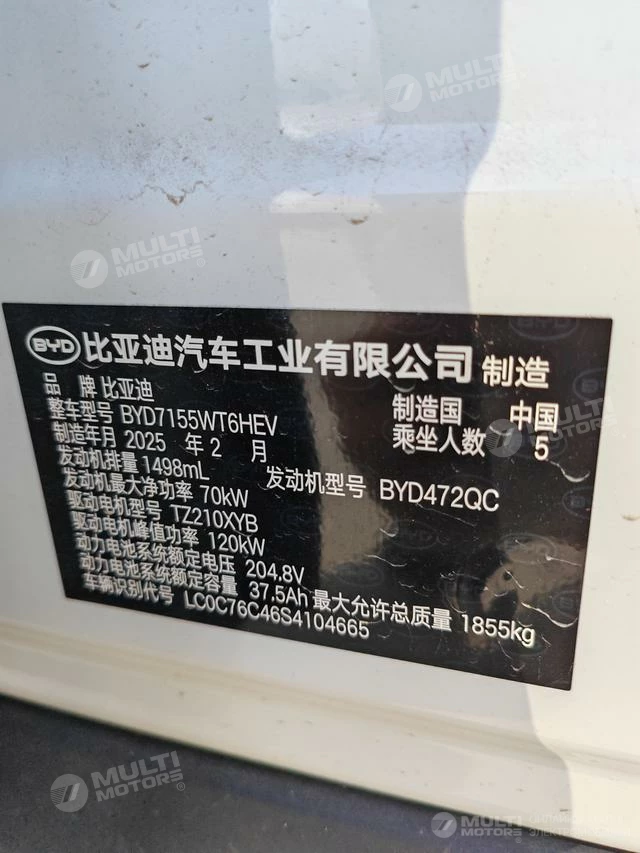 MULTI
MOTORS
MULTI
MOTORS
BYD 比亚迪汽车工业有限公司 制造
品 牌 比亚迪
整车型号 BYD7155WT6HEV 制造国 中国
制造年月 2025 年 2 月 乘坐人数 5
发动机排量 1498mL
发动机最大净功率 70kW 发动机型号 BYD472QC
驱动电机型号 TZ210XYB
驱动电机峰值功率 120kW
动力电池系统额定电压 204.8V
动力电池系统额定容量 37.5Ah 最大允许总质量 1855kg
车辆识别代号 LC0C76C46S4104665
MULTI
MOTORS®
MULTI
MOTORS